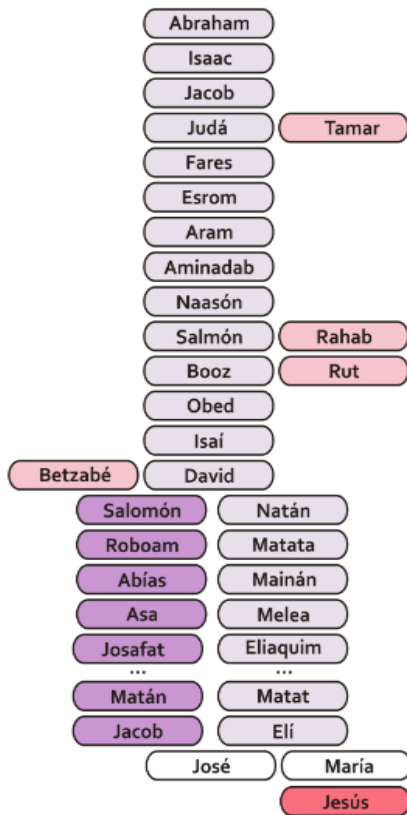 Abraham
Isaac
Jacob
Judá Tamar
Fares
Esrom
Aram
Aminadab
Naasón
Salmón Rahab
Booz Rut
Obed
Isaí
Betzabé David
Salomón Natán
Roboam Matata
Abías Mainán
Asa Melea
Josafat Eliaquim
... ...
Matán Matat
Jacob Elí
José María
Jesús